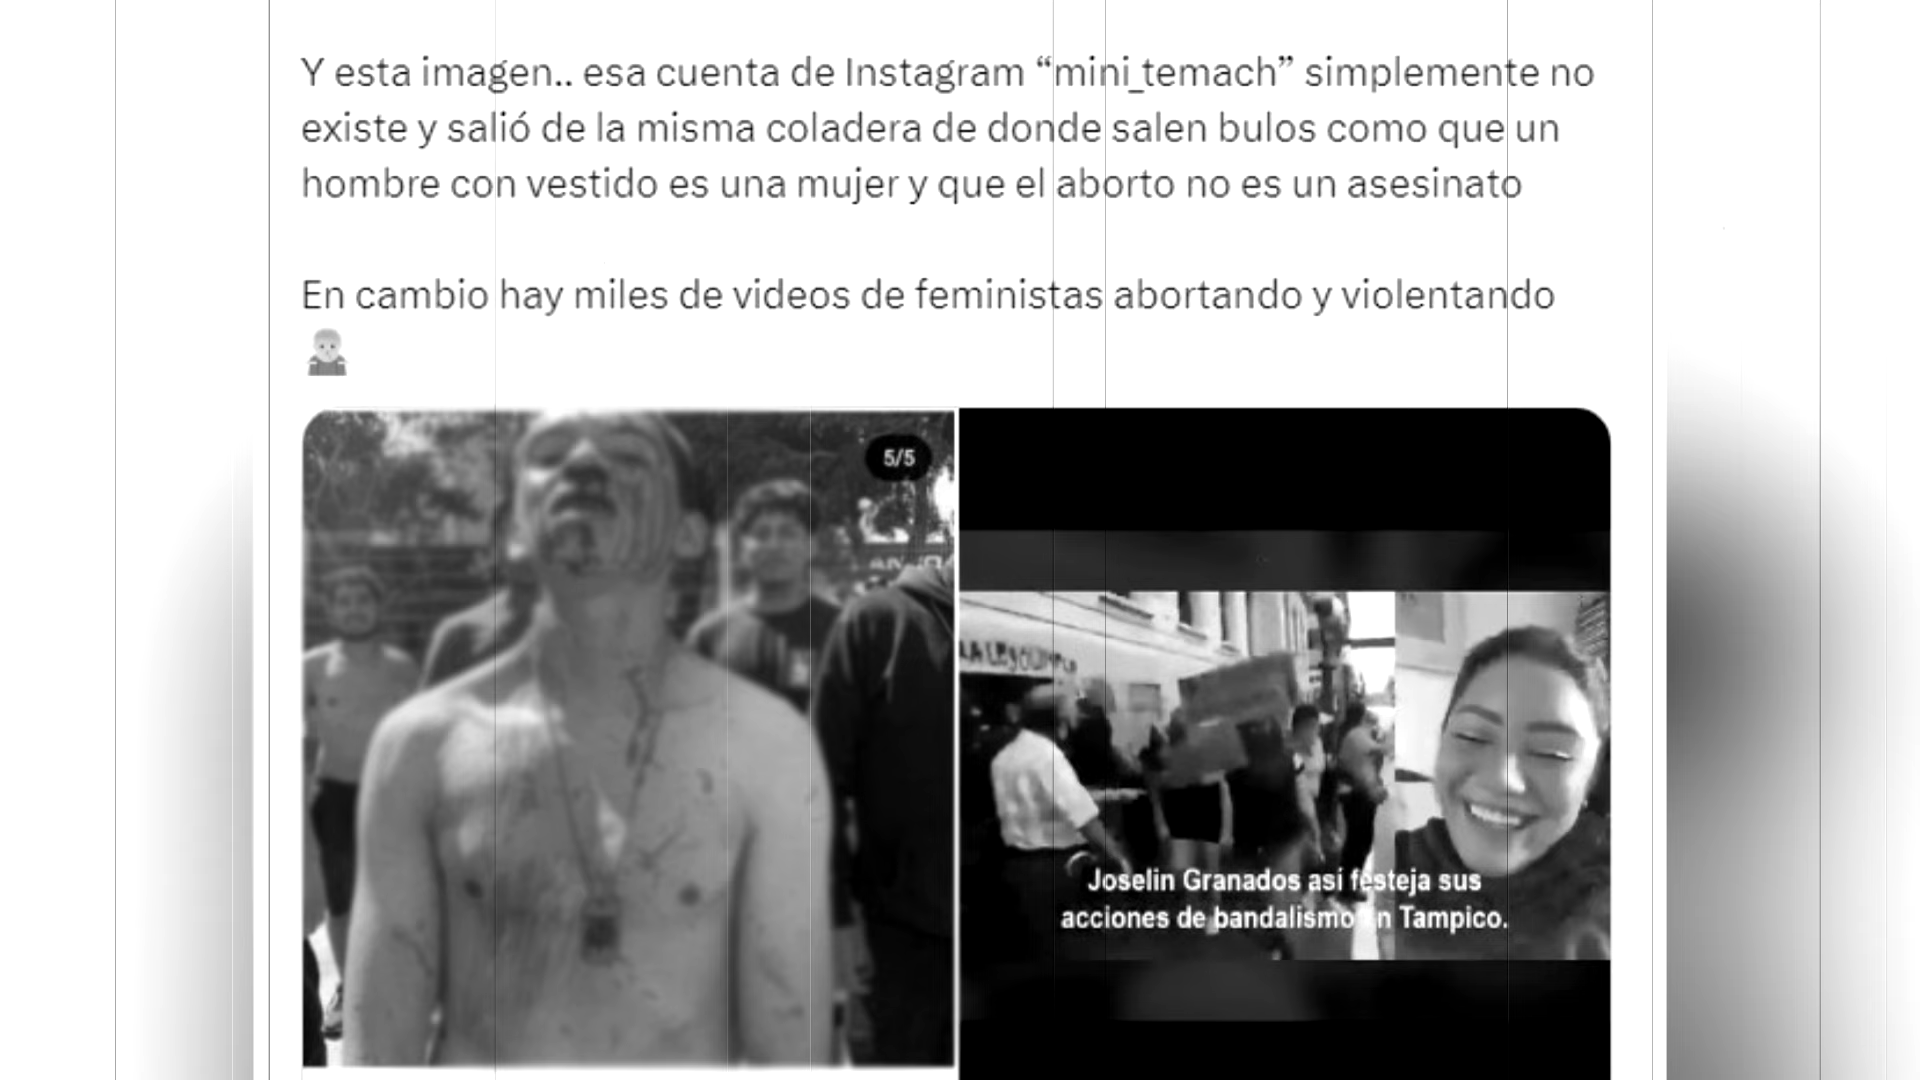 Y esta imagen.. esa cuenta de Instagram “mini_temach” simplemente no
existe y salió de la misma coladera de donde salen bulos como que un
hombre con vestido es una mujer y que el aborto no es un asesinato
En cambio hay miles de videos de feministas abortando y violentando
5/5
Joselin Granados asi festeja sus
acciones de bandalismo en Tampico.